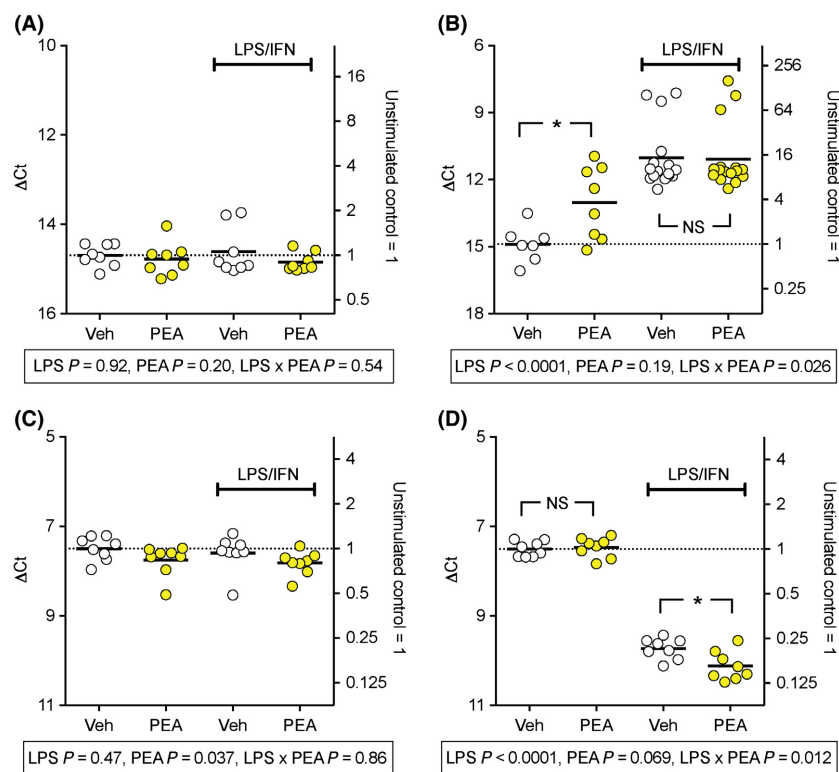 (A)
10
12
14
16
ΔCt
LPS/IFN
16
8
4
2
1
0.5
Unstimulated control = 1
Veh PEA Veh PEA
LPS P = 0.92, PEA P = 0.20, LPS x PEA P = 0.54
(B)
6
9
12
15
18
ΔCt
LPS/IFN
*
NS
256
64
16
4
1
0.25
Unstimulated control = 1
Veh PEA Veh PEA
LPS P < 0.0001, PEA P = 0.19, LPS x PEA P = 0.026
(C)
5
7
9
11
ΔCt
LPS/IFN
4
2
1
0.5
0.25
0.125
Unstimulated control = 1
Veh PEA Veh PEA
LPS P = 0.47, PEA P = 0.037, LPS x PEA P = 0.86
(D)
5
7
9
11
ΔCt
LPS/IFN
NS
*
4
2
1
0.5
0.25
0.125
Unstimulated control = 1
Veh PEA Veh PEA
LPS P < 0.0001, PEA P = 0.069, LPS x PEA P = 0.012